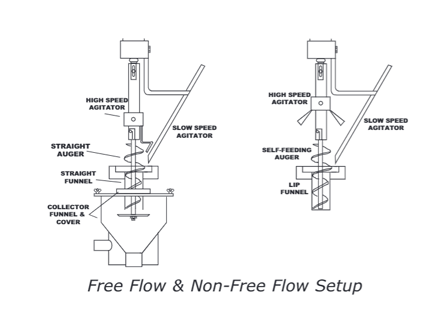 HIGH SPEED
AGITATOR
SLOW SPEED
AGITATOR
STRAIGHT
AUGER
STRAIGHT
FUNNEL
COLLECTOR
FUNNEL &
COVER
HIGH SPEED
AGITATOR
SLOW SPEED
AGITATOR
SELF-FEEDING
AUGER
LIP
FUNNEL
Free Flow & Non-Free Flow Setup